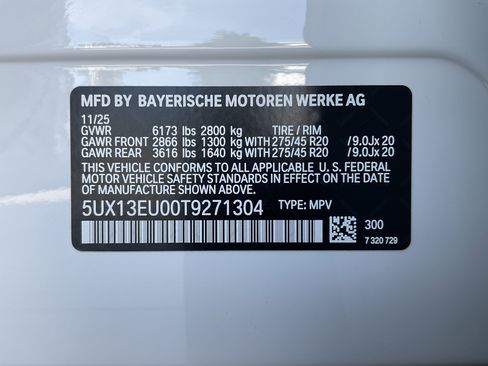 MFD BY BAYERISCHE MOTOREN WERKE AG
11/25
GVWR 6173 lbs 2800 kg TIRE / RIM
GAWR FRONT 2866 lbs 1300 kg WITH 275/45 R20 /9.0Jx 20
GAWR REAR 3616 lbs 1640 kg WITH 275/45 R20 /9.0Jx 20
THIS VEHICLE CONFORMS TO ALL APPLICABLE U. S. FEDERAL
MOTOR VEHICLE SAFETY STANDARDS IN EFFECT ON THE
DATE OF MANUFACTURE SHOWN ABOVE.
5UX13EU00T9271304 TYPE: MPV
300
7 320 729